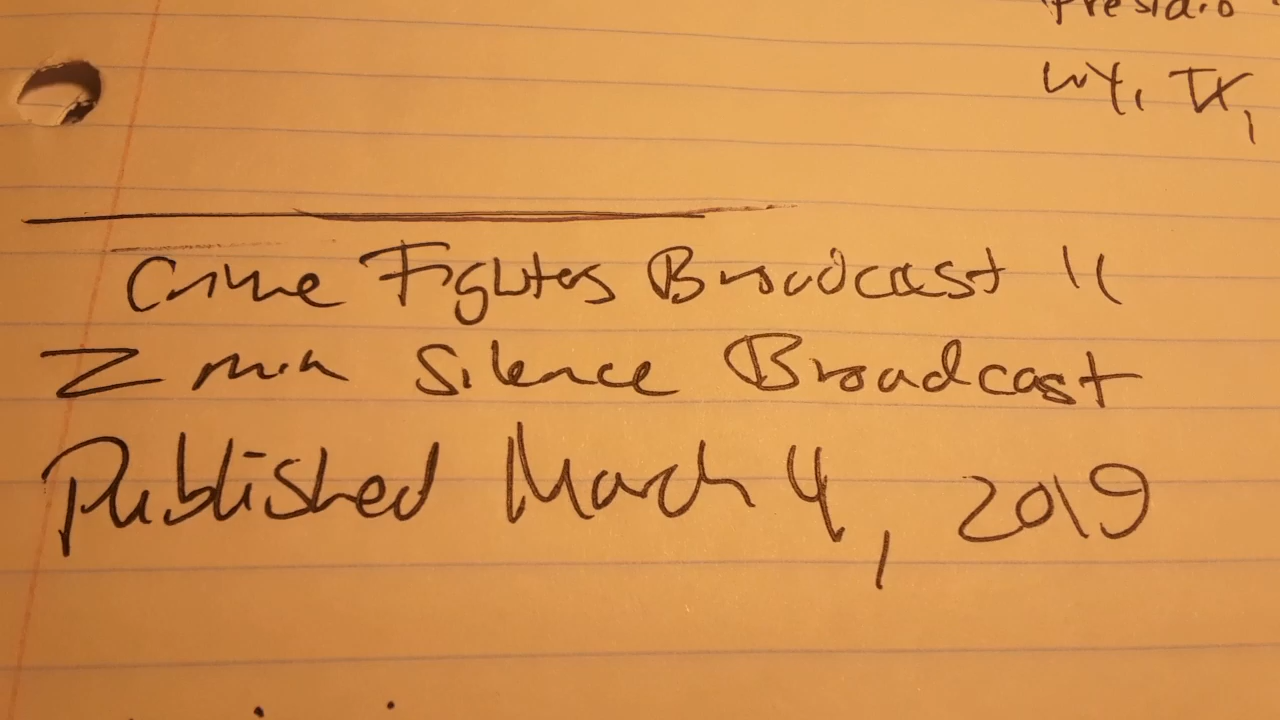 Presidio
WY, TX,
Crime Fighters Broadcast 11
2 min Silence Broadcast
Published March 4, 2019